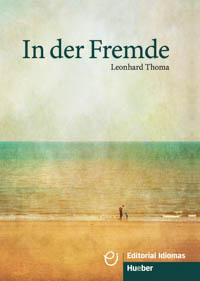 In der Fremde
Leonhard Thoma
Editorial Idiomas
Hueber